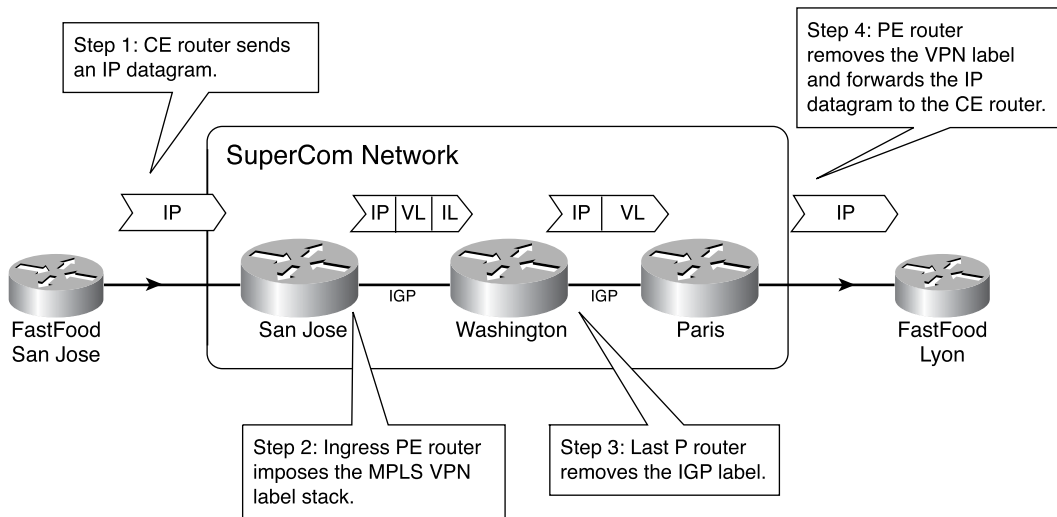 Step 1: CE router sends
an IP datagram.
Step 4: PE router
removes the VPN label
and forwards the IP
datagram to the CE router.
SuperCom Network
IP
IP VL IL
IP VL
IP
IGP
IGP
FastFood
San Jose
San Jose
Washington
Paris
FastFood
Lyon
Step 2: Ingress PE router
imposes the MPLS VPN
label stack.
Step 3: Last P router
removes the IGP label.